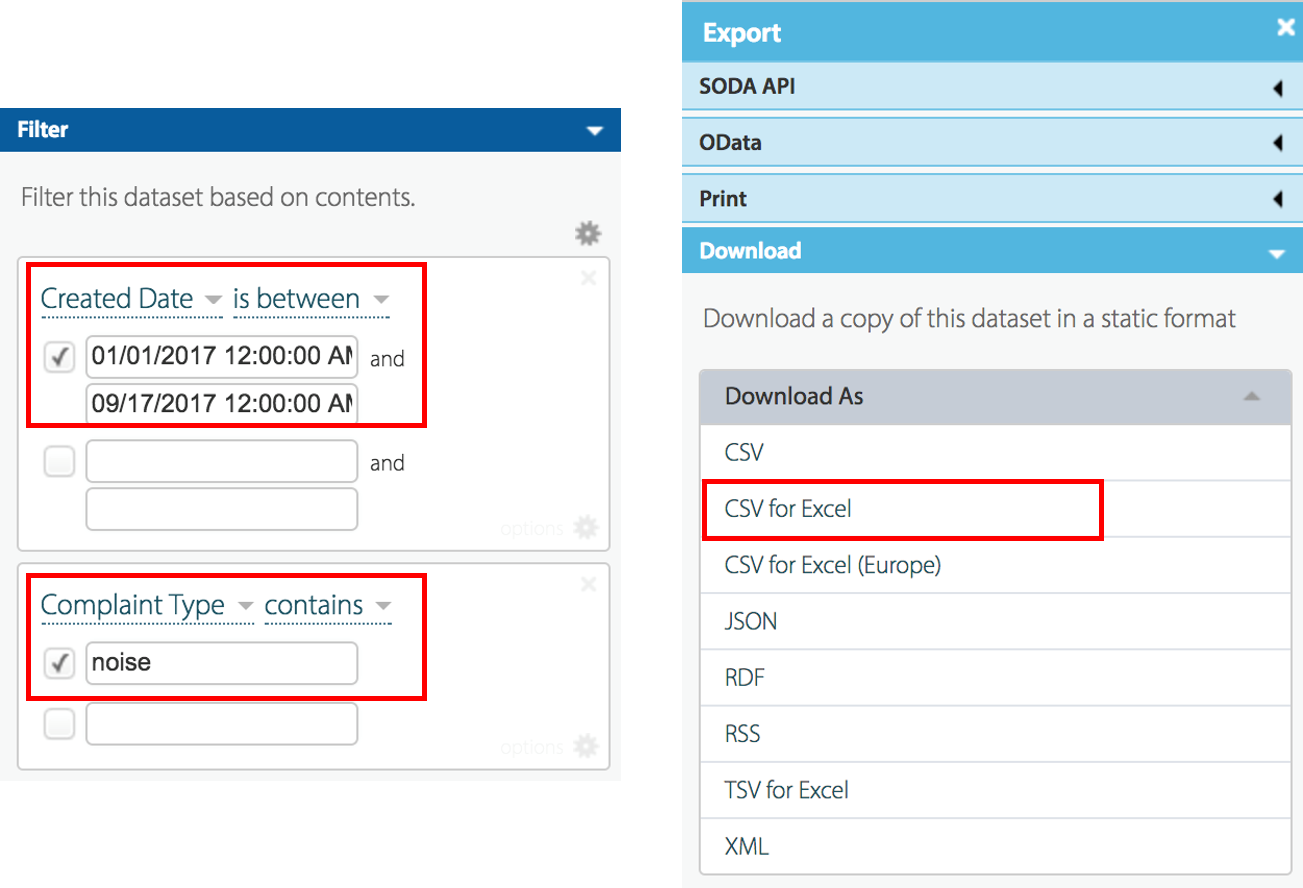 Filter
Filter this dataset based on contents.
Created Date is between
01/01/2017 12:00:00 AM and
09/17/2017 12:00:00 AM
and
options
Complaint Type contains
noise
options
Export
SODA API
OData
Print
Download
Download a copy of this dataset in a static format
Download As
CSV
CSV for Excel
CSV for Excel (Europe)
JSON
RDF
RSS
TSV for Excel
XML